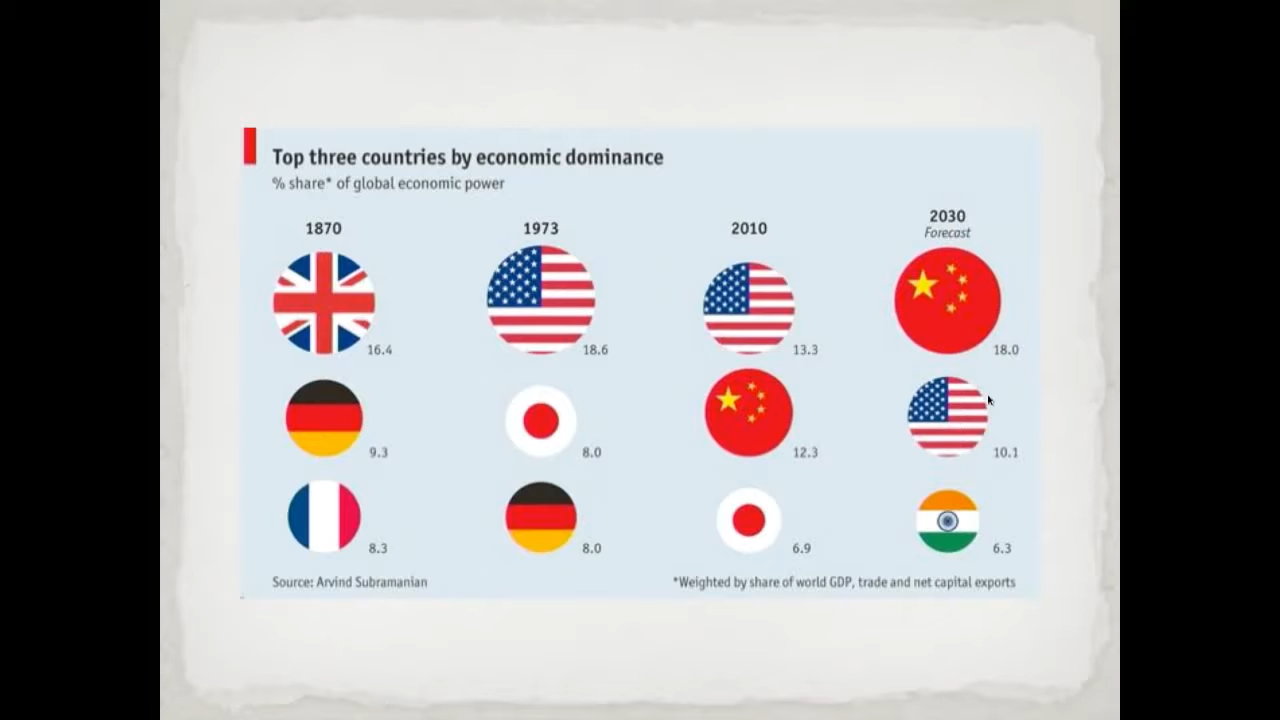 Top three countries by economic dominance
% share* of global economic power
1870 1973 2010 2030
Forecast
16.4 18.6 13.3 18.0
9.3 8.0 12.3 10.1
8.3 8.0 6.9 6.3
Source: Arvind Subramanian *Weighted by share of world GDP, trade and net capital exports